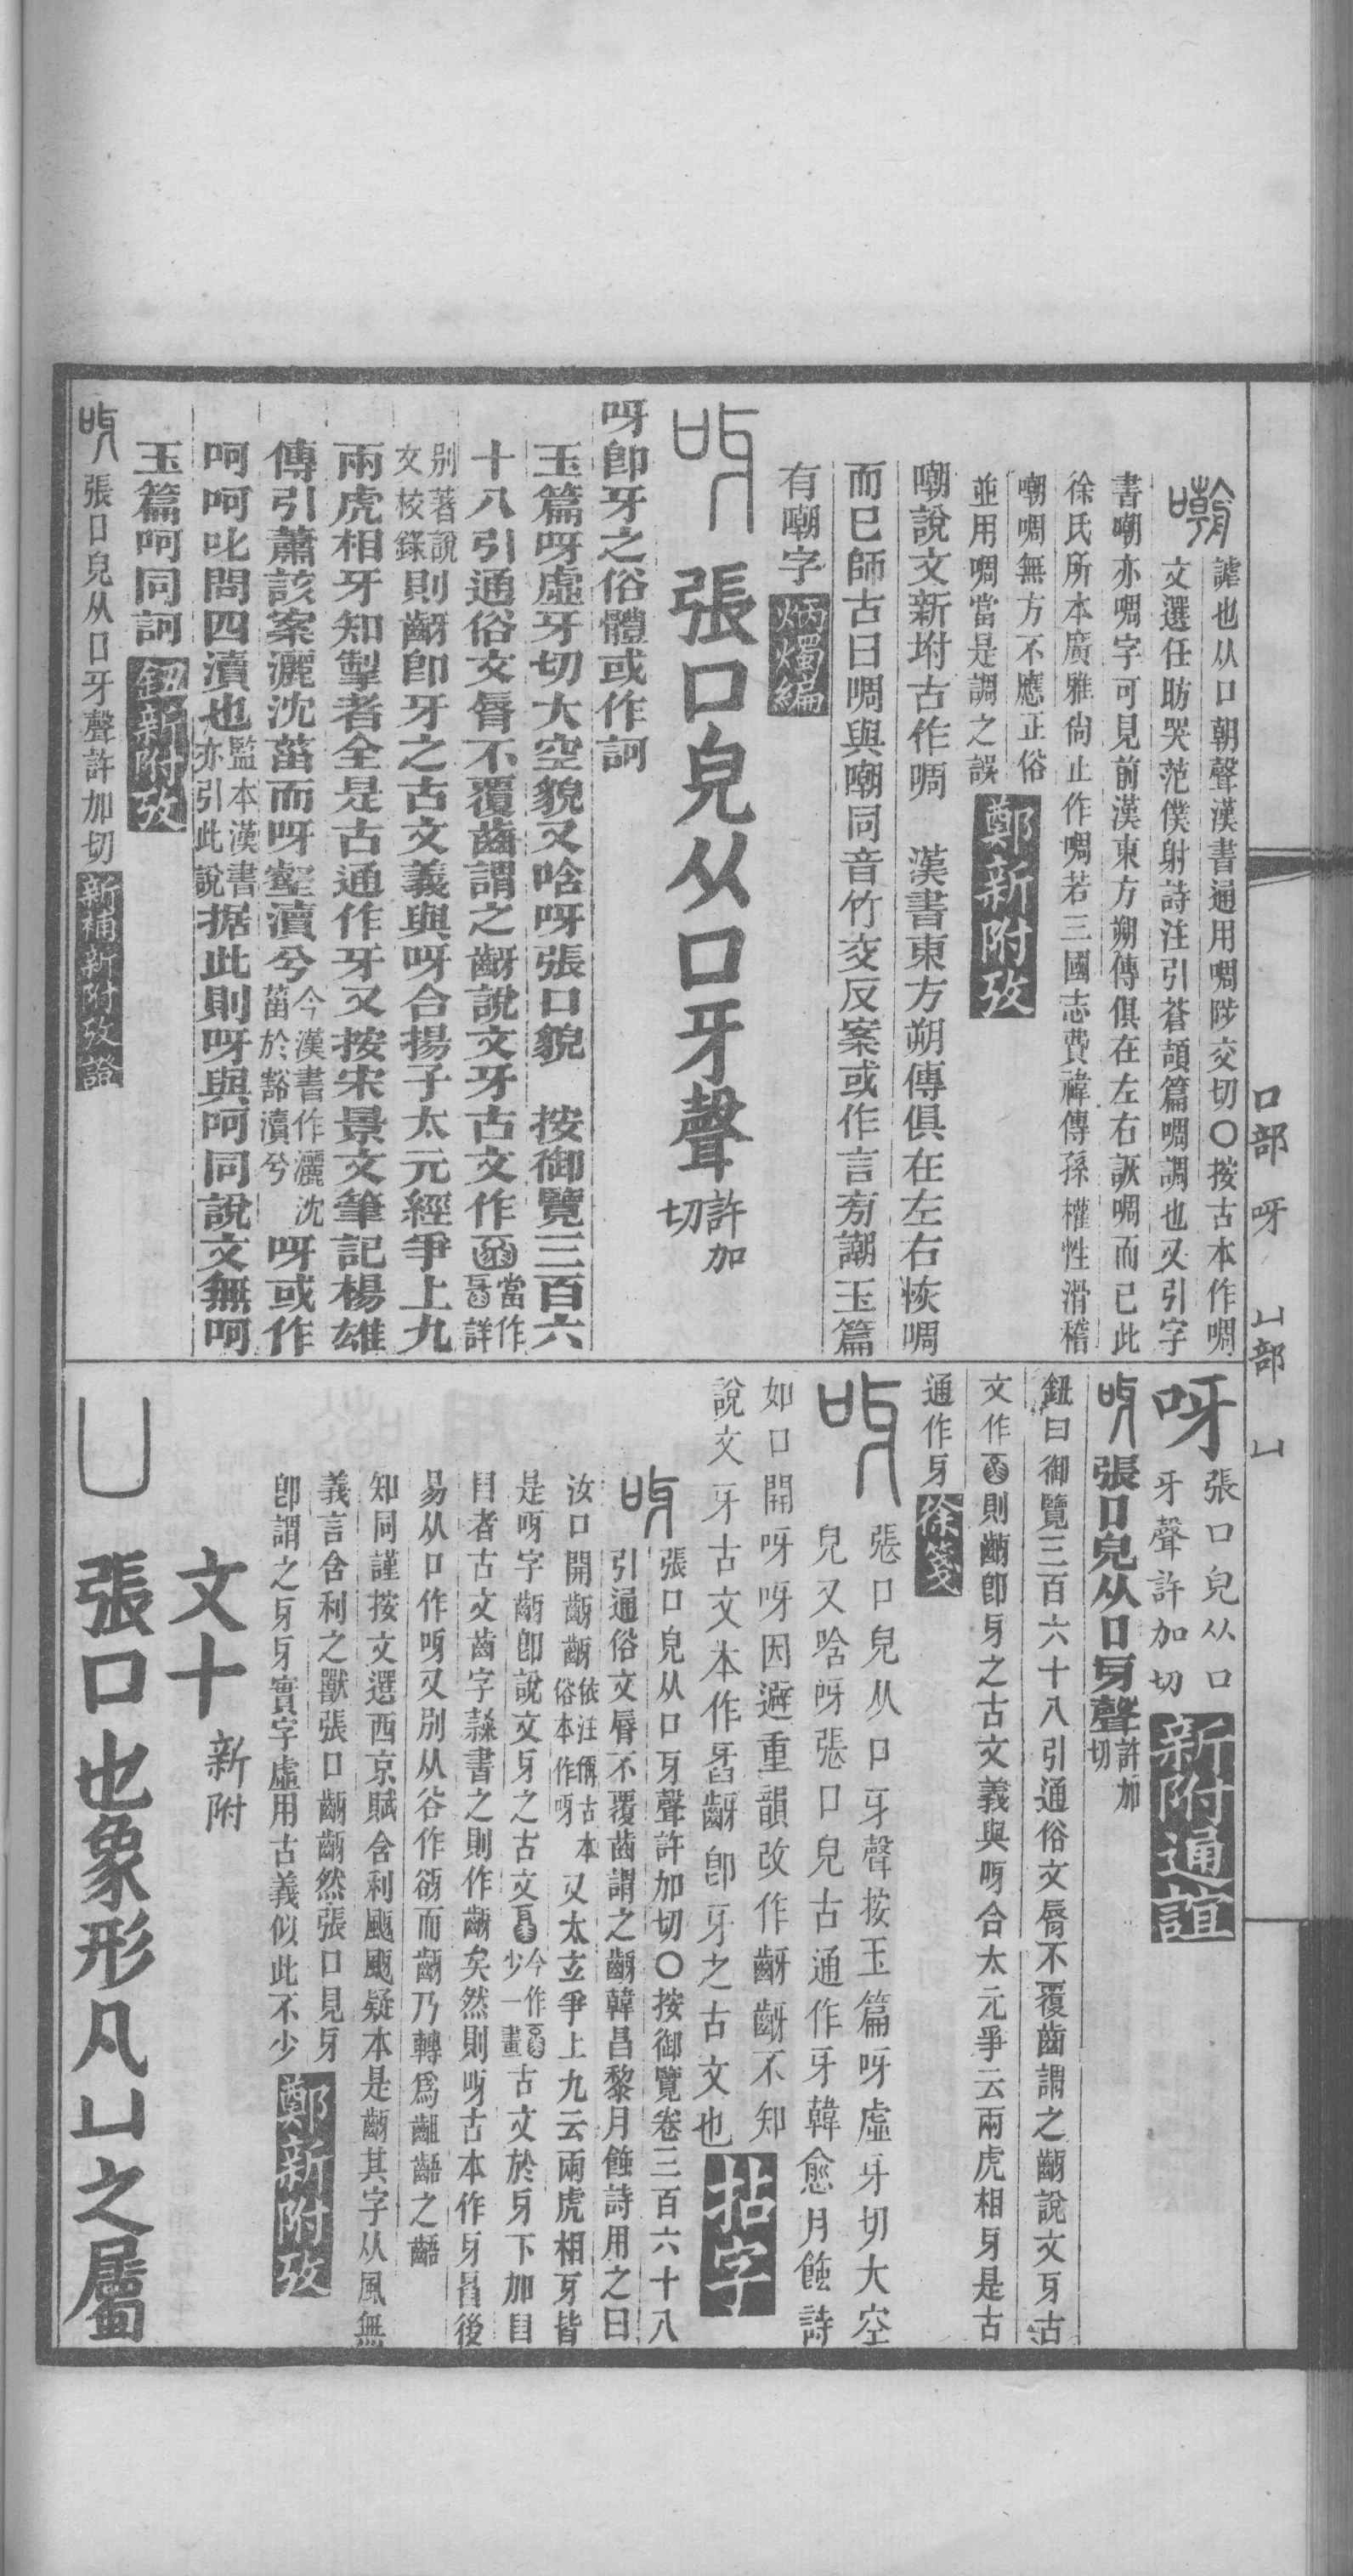 口部 呀 凵部 凵
謔也从口朝聲漢書通用啁陟交切〇按古本作啁
文選任昉哭范僕射詩注引蒼頡篇啁調也又引字
書嘲亦啁字可見前漢東方朔傳俱在左右詼啁而已此
徐氏所本廣雅尙止作啁若三國志費禕傳孫權性滑稽
嘲啁無方不應正俗
並用啁當是調之誤
鄭新附攷
嘲說文新坿古作啁 漢書東方朔傳俱在左右恢啁
而已師古曰啁與嘲同音竹交反案或作言㫄謿玉篇
有嘲字 炳燭編
張口皃从口牙聲 許加切
呀卽牙之俗體或作訶
玉篇呀虛牙切大空貌又唅呀張口貌 按御覽三百六
十八引通俗文脣不覆齒謂之齖說文牙古文作 當作 詳
別著說文校錄 則齖卽牙之古文義與呀合揚子太元經爭上九
兩虎相牙知掣者全是古通作牙又按宋景文筆記楊雄
傳引蕭該案灑沈菑而呀豁瀆兮 今漢書作灑沈菑於豁瀆兮 呀或作
呵呵叱問四瀆也 監本漢書亦引此說 据此則呀與呵同說文無呵
玉篇呵同訶 鈕新附攷
張口皃从口牙聲許加切 新補新附攷證
呀 張口皃从口牙聲許加切 新附通誼
張口皃从口牙聲 許加切
鈕曰御覽三百六十八引通俗文脣不覆齒謂之齖說文牙古
文作 則齖卽牙之古文義與呀合太元爭云兩虎相牙是古
通作牙 徐箋
張口皃从口牙聲按玉篇呀虛牙切大空
皃又唅呀張口皃古通作牙韓愈月蝕詩
如口開呀呀因避重韻改作齖齖不知
說文牙古文本作 齖卽牙之古文也 拈字
張口皃从口牙聲許加切〇按御覽卷三百六十八
引通俗文脣不覆齒謂之齖韓昌黎月蝕詩用之曰
汝口開齖齖 依注稱古本俗本作呀 又太玄爭上九云兩虎相牙皆
是呀字齖卽說文牙之古文 今作 少一畫 古文於牙下加𦥒
𦥒者古文齒字隸書之則作齖矣然則呀古本作牙 後
易从口作呀又別从谷作谺而齖乃轉爲齟齬之齬
知同謹按文選西京賦含利颬颬疑本是齖其字从風無
義言含利之獸張口齖齖然張口見牙
卽謂之牙牙實字虛用古義似此不少
鄭新附攷
文十 新附
張口也象形凡凵之屬